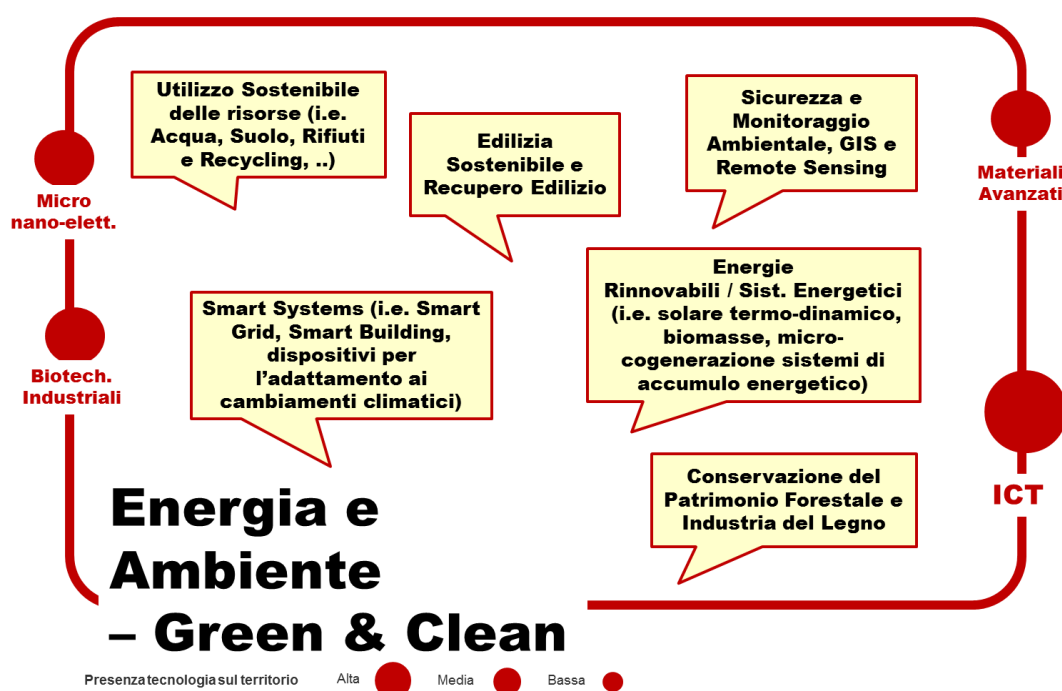 Utilizzo Sostenibile
delle risorse (i.e.
Acqua, Suolo, Rifiuti
e Recycling, ..)
Edilizia
Sostenibile e
Recupero Edilizio
Sicurezza e
Monitoraggio
Ambientale, GIS e
Remote Sensing
Micro
nano-elett.
Materiali
Avanzati
Smart Systems (i.e. Smart
Grid, Smart Building,
dispositivi per
l’adattamento ai
cambiamenti climatici)
Energie
Rinnovabili / Sist. Energetici
(i.e. solare termo-dinamico,
biomasse, micro-
cogenerazione sistemi di
accumulo energetico)
Biotech.
Industriali
ICT
Conservazione del
Patrimonio Forestale e
Industria del Legno
Energia e
Ambiente
– Green & Clean
Presenza tecnologia sul territorio Alta Media Bassa